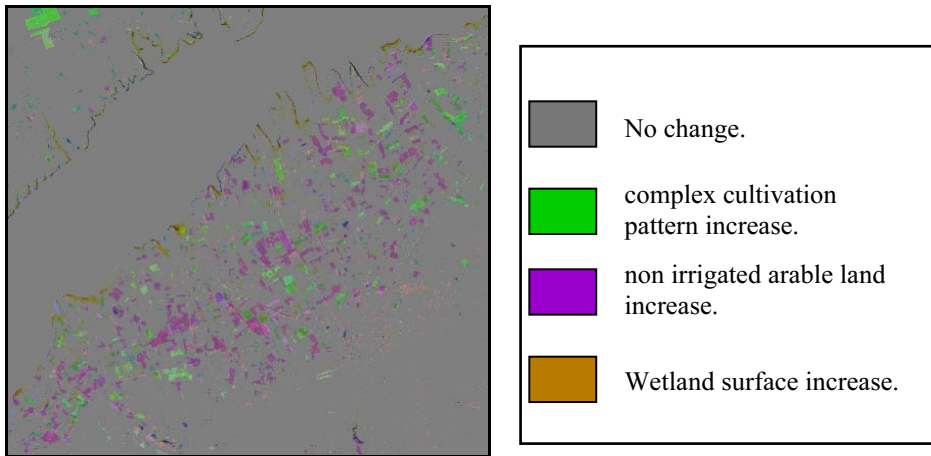 No change.
complex cultivation
pattern increase.
non irrigated arable land
increase.
Wetland surface increase.